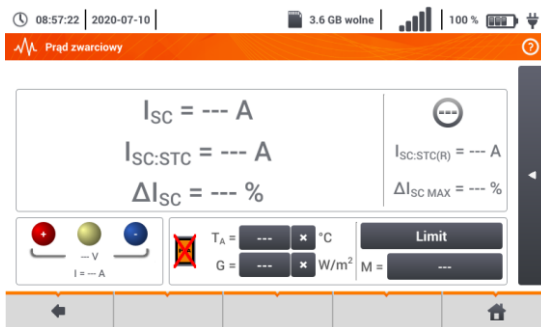 08:57:22 2020-07-10 3.6 GB wolne 100 %
Prąd zwarciowy ?
ISC = --- A
ISC:STC = --- A
ΔISC = --- %
---
ISC:STC(R) = --- A
ΔISC MAX = --- %
+ -
--- V
I = --- A
TA = --- × °C
G = --- × W/m²
Limit
M = ---